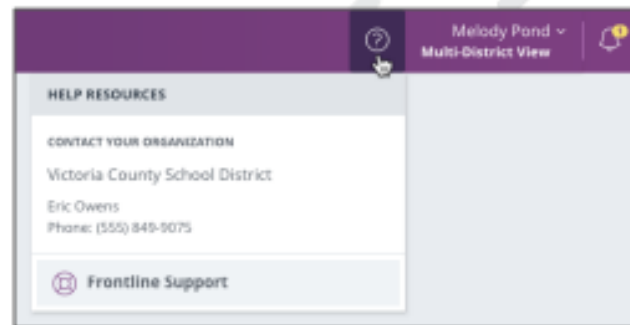 Melody Pond
Multi-District View
HELP RESOURCES
CONTACT YOUR ORGANIZATION
Victoria County School District
Eric Owens
Phone: (555) 849-9075
Frontline Support